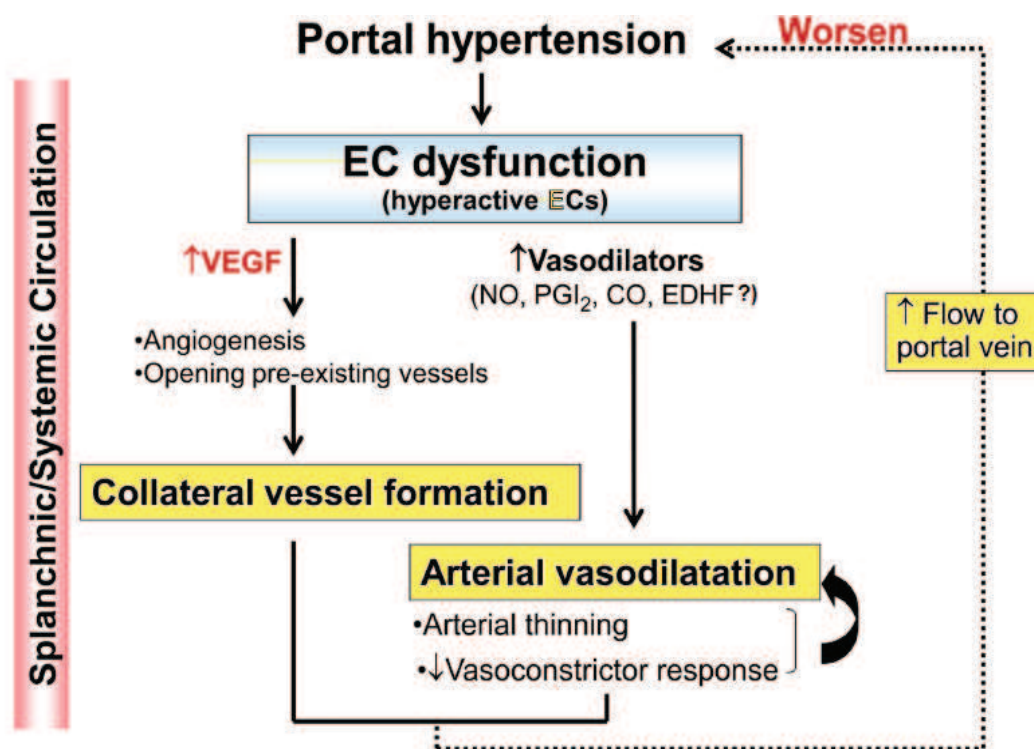 Portal hypertension
Worsen
Splanchnic/Systemic Circulation
EC dysfunction
(hyperactive ECs)
↑VEGF
↑Vasodilators
(NO, PGI₂, CO, EDHF?)
•Angiogenesis
•Opening pre-existing vessels
↑ Flow to
portal vein
Collateral vessel formation
Arterial vasodilatation
•Arterial thinning
•↓Vasoconstrictor response